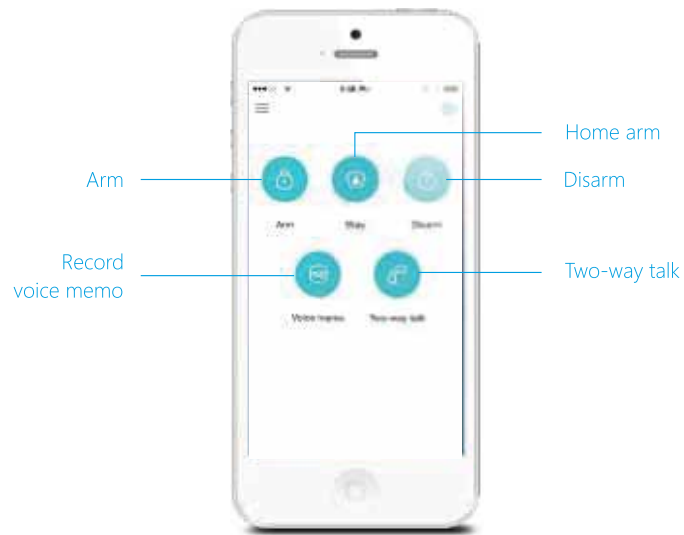 Home arm
Arm
Disarm
Arm
Stay
Disarm
Record
voice memo
Two-way talk
Voice memo
Two-way talk